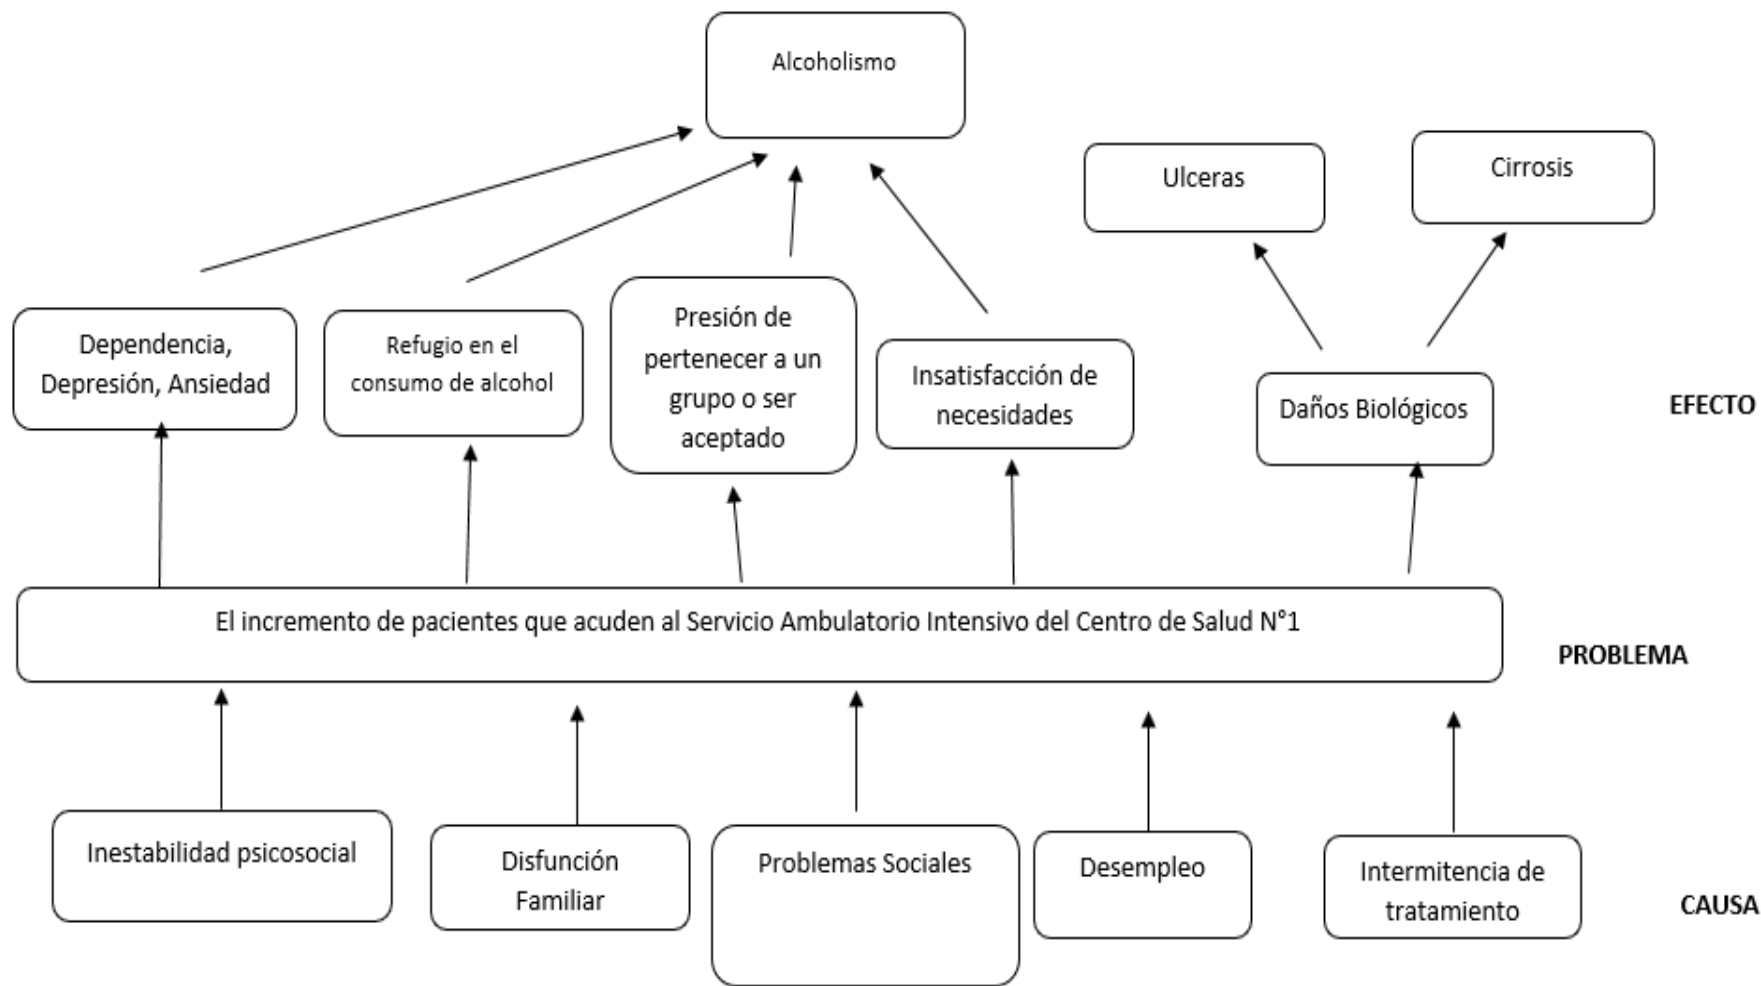 Alcoholismo
Ulceras
Cirrosis
Dependencia,
Depresión, Ansiedad
Refugio en el
consumo de alcohol
Presión de
pertenecer a un
grupo o ser
aceptado
Insatisfacción de
necesidades
Daños Biológicos
EFECTO
El incremento de pacientes que acuden al Servicio Ambulatorio Intensivo del Centro de Salud N°1
PROBLEMA
Inestabilidad psicosocial
Disfunción
Familiar
Problemas Sociales
Desempleo
Intermitencia de
tratamiento
CAUSA